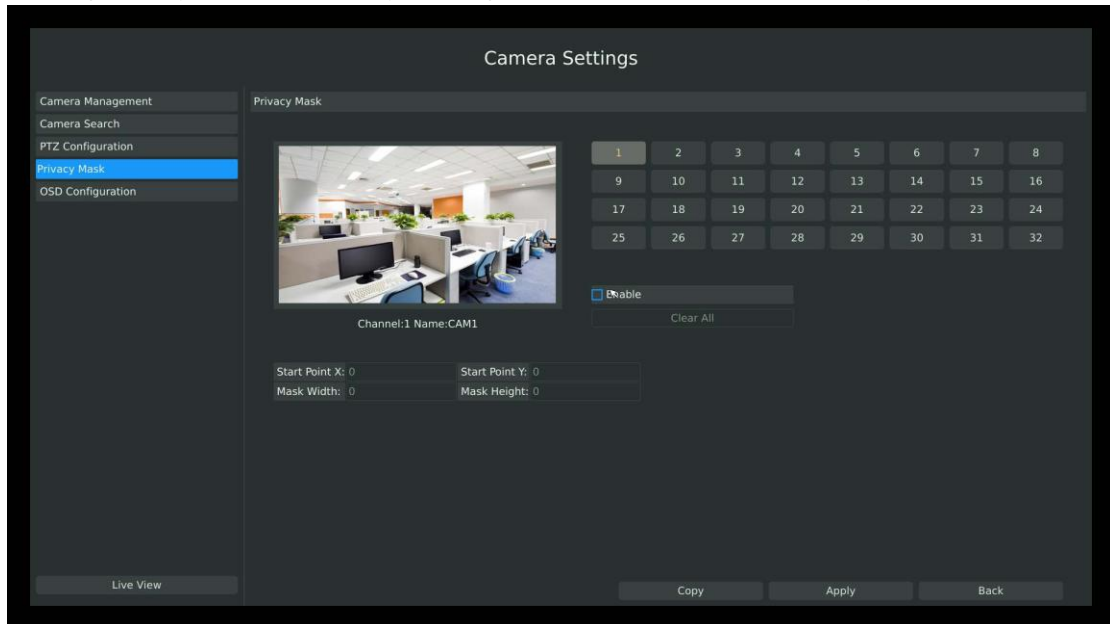 Camera Settings
Camera Management
Camera Search
PTZ Configuration
Privacy Mask
OSD Configuration
Live View
Privacy Mask
Channel:1 Name:CAM1
1 2 3 4 5 6 7 8
9 10 11 12 13 14 15 16
17 18 19 20 21 22 23 24
25 26 27 28 29 30 31 32
Enable
Clear All
Start Point X: 0 Start Point Y: 0
Mask Width: 0 Mask Height: 0
Copy Apply Back